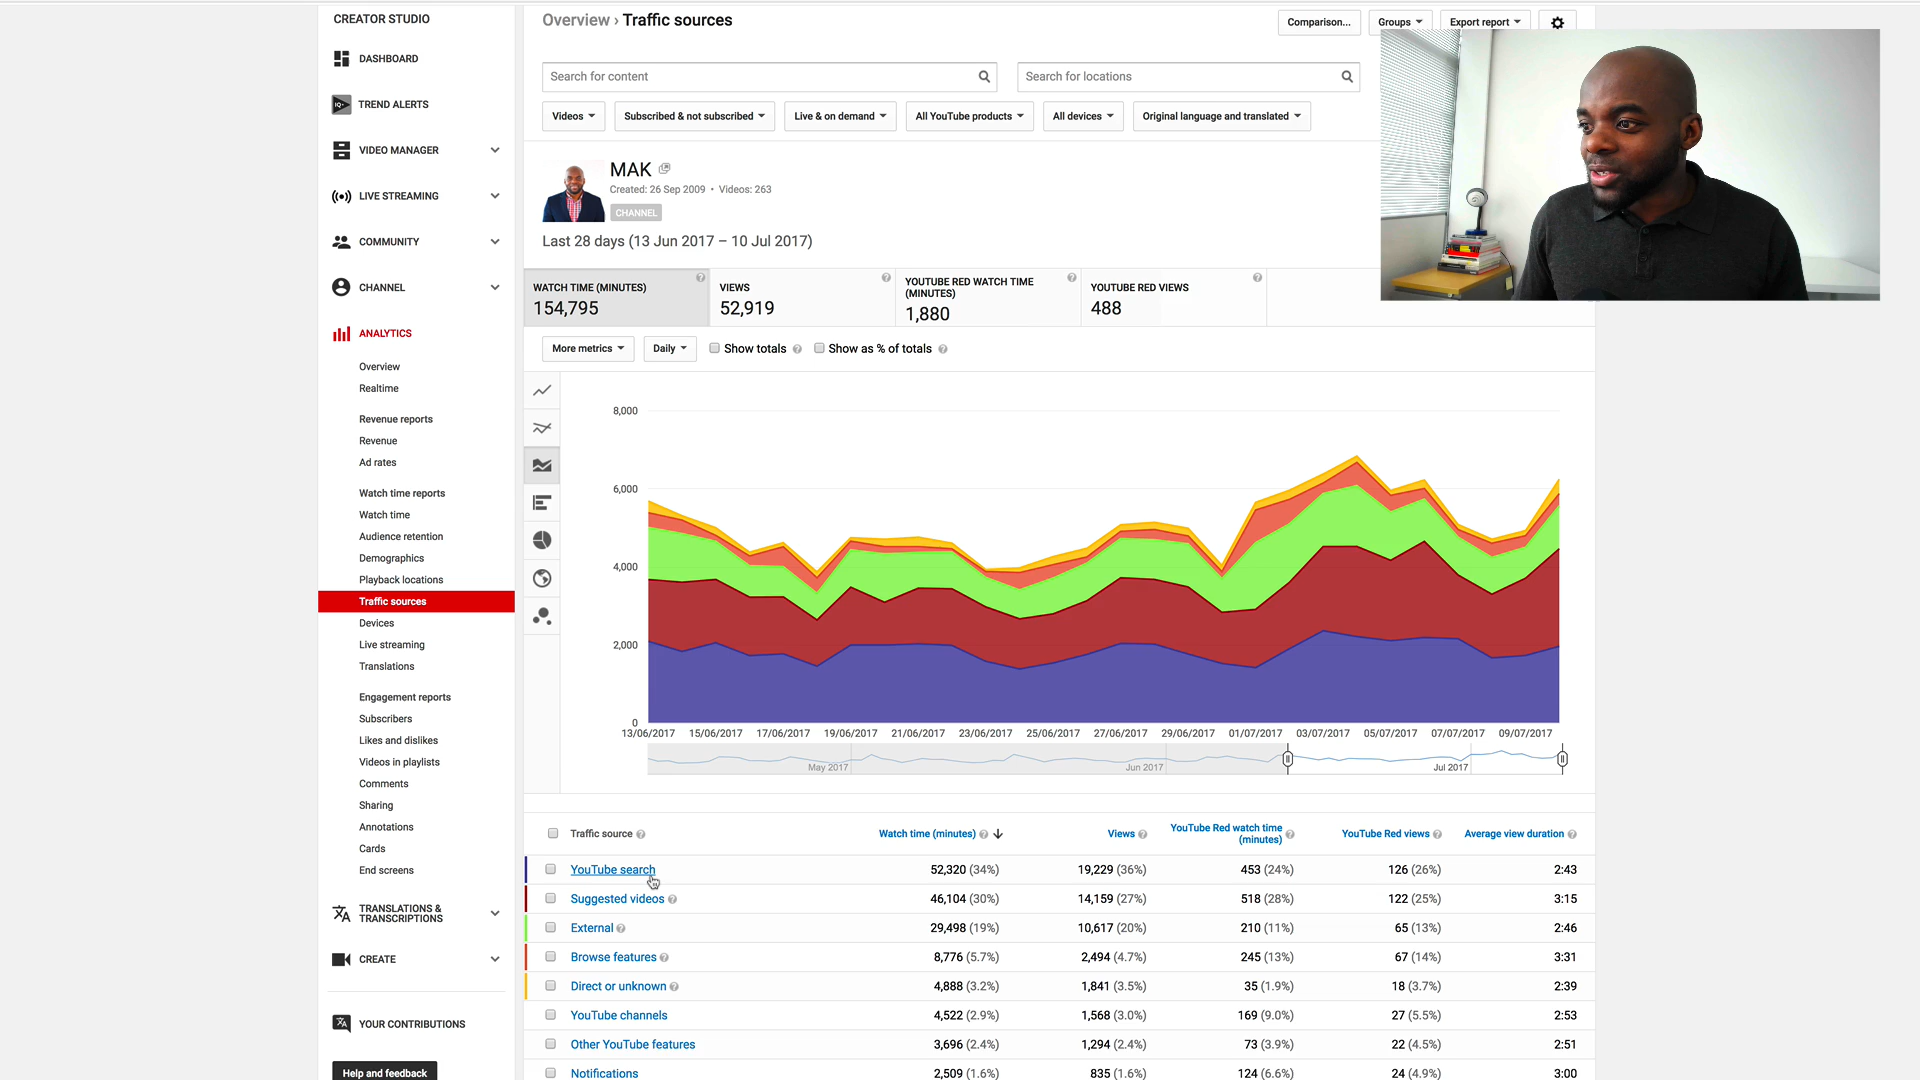 CREATOR STUDIO
DASHBOARD
TREND ALERTS
VIDEO MANAGER
LIVE STREAMING
COMMUNITY
CHANNEL
ANALYTICS
Overview
Realtime
Revenue reports
Revenue
Ad rates
Watch time reports
Watch time
Audience retention
Demographics
Playback locations
Traffic sources
Devices
Live streaming
Translations
Engagement reports
Subscribers
Likes and dislikes
Videos in playlists
Comments
Sharing
Annotations
Cards
End screens
TRANSLATIONS &
TRANSCRIPTIONS
CREATE
YOUR CONTRIBUTIONS
Help and feedback
Overview › Traffic sources
Comparison... Groups Export report
Search for content Search for locations
Videos Subscribed & not subscribed Live & on demand All YouTube products All devices Original language and translated
MAK
Created: 26 Sep 2009 • Videos: 263
CHANNEL
Last 28 days (13 Jun 2017 – 10 Jul 2017)
WATCH TIME (MINUTES)
154,795
VIEWS
52,919
YOUTUBE RED WATCH TIME
(MINUTES)
1,880
YOUTUBE RED VIEWS
488
More metrics Daily Show totals Show as % of totals
8,000
6,000
4,000
2,000
0
13/06/2017 15/06/2017 17/06/2017 19/06/2017 21/06/2017 23/06/2017 25/06/2017 27/06/2017 29/06/2017 01/07/2017 03/07/2017 05/07/2017 07/07/2017 09/07/2017
May 2017 Jun 2017 Jul 2017
Traffic source Watch time (minutes) Views YouTube Red watch time (minutes) YouTube Red views Average view duration
YouTube search 52,320 (34%) 19,229 (36%) 453 (24%) 126 (26%) 2:43
Suggested videos 46,104 (30%) 14,159 (27%) 518 (28%) 122 (25%) 3:15
External 29,498 (19%) 10,617 (20%) 210 (11%) 65 (13%) 2:46
Browse features 8,776 (5.7%) 2,494 (4.7%) 245 (13%) 67 (14%) 3:31
Direct or unknown 4,888 (3.2%) 1,841 (3.5%) 35 (1.9%) 18 (3.7%) 2:39
YouTube channels 4,522 (2.9%) 1,568 (3.0%) 169 (9.0%) 27 (5.5%) 2:53
Other YouTube features 3,696 (2.4%) 1,294 (2.4%) 73 (3.9%) 22 (4.5%) 2:51
Notifications 2,509 (1.6%) 835 (1.6%) 124 (6.6%) 24 (4.9%) 3:00